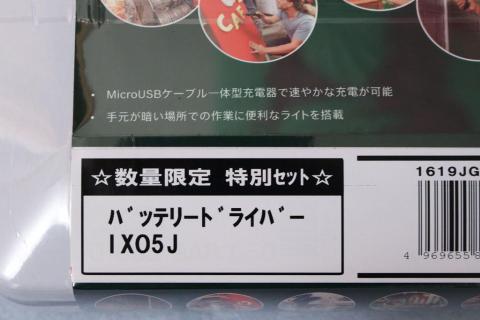 CAF
• MicroUSBケーブル一体型充電器で速やかな充電が可能
• 手元が暗い場所での作業に便利なライトを搭載
☆数量限定 特別ｾｯﾄ☆
ﾊﾞｯﾃﾘｰﾄﾞﾗｲﾊﾞｰ
IXO5J
1619JG
4 969655 8